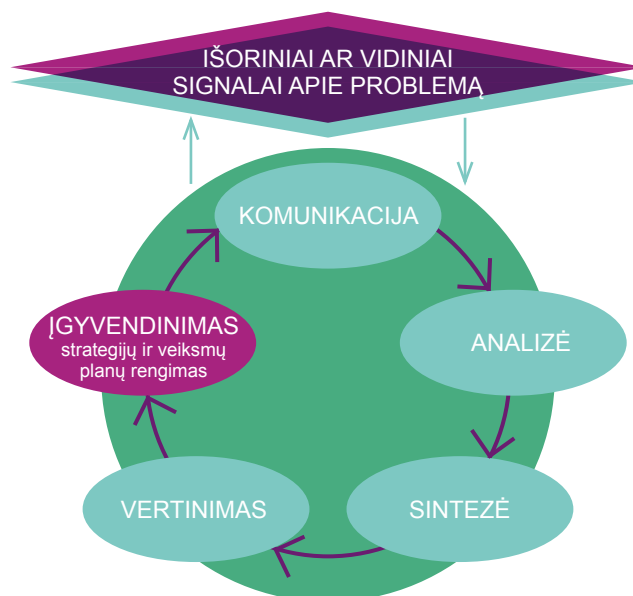 IŠORINIAI AR VIDINIAI
SIGNALAI APIE PROBLEMĄ
KOMUNIKACIJA
ANALIZĖ
SINTEZĖ
VERTINIMAS
ĮGYVENDINIMAS
strategijų ir veiksmų
planų rengimas